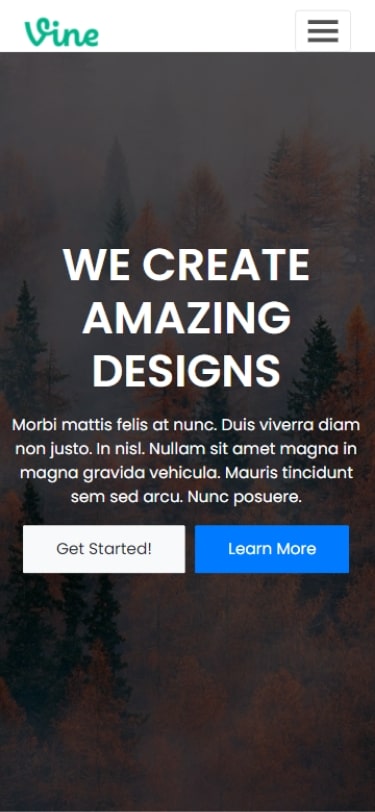 Vine
WE CREATE
AMAZING
DESIGNS
Morbi mattis felis at nunc. Duis viverra diam
non justo. In nisl. Nullam sit amet magna in
magna gravida vehicula. Mauris tincidunt
sem sed arcu. Nunc posuere.
Get Started!
Learn More